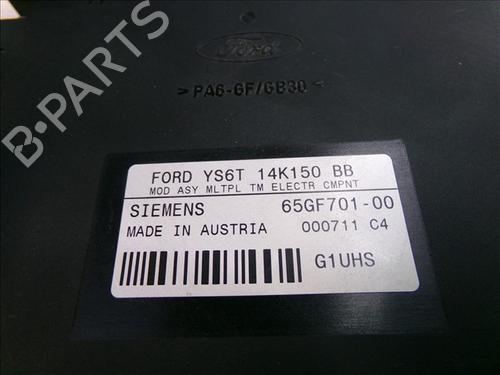 Ford
>PA6-GF/GB30<
FORD YS6T 14K150 BB
MOD ASY MLTPL TM ELECTR CMPNT
SIEMENS 65GF701-00
MADE IN AUSTRIA 000711 C4
G1UHS
B-PARTS